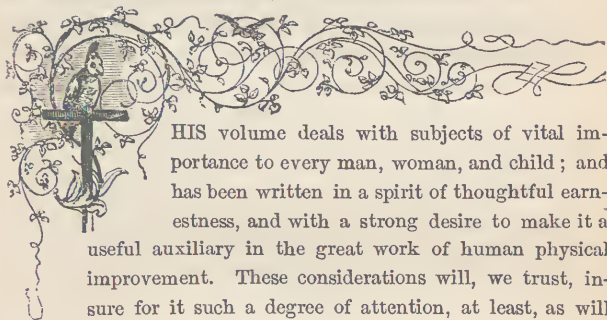 THIS volume deals with subjects of vital im-
portance to every man, woman, and child; and
has been written in a spirit of thoughtful earn-
estness, and with a strong desire to make it a
useful auxiliary in the great work of human physical
improvement. These considerations will, we trust, in-
sure for it such a degree of attention, at least, as will